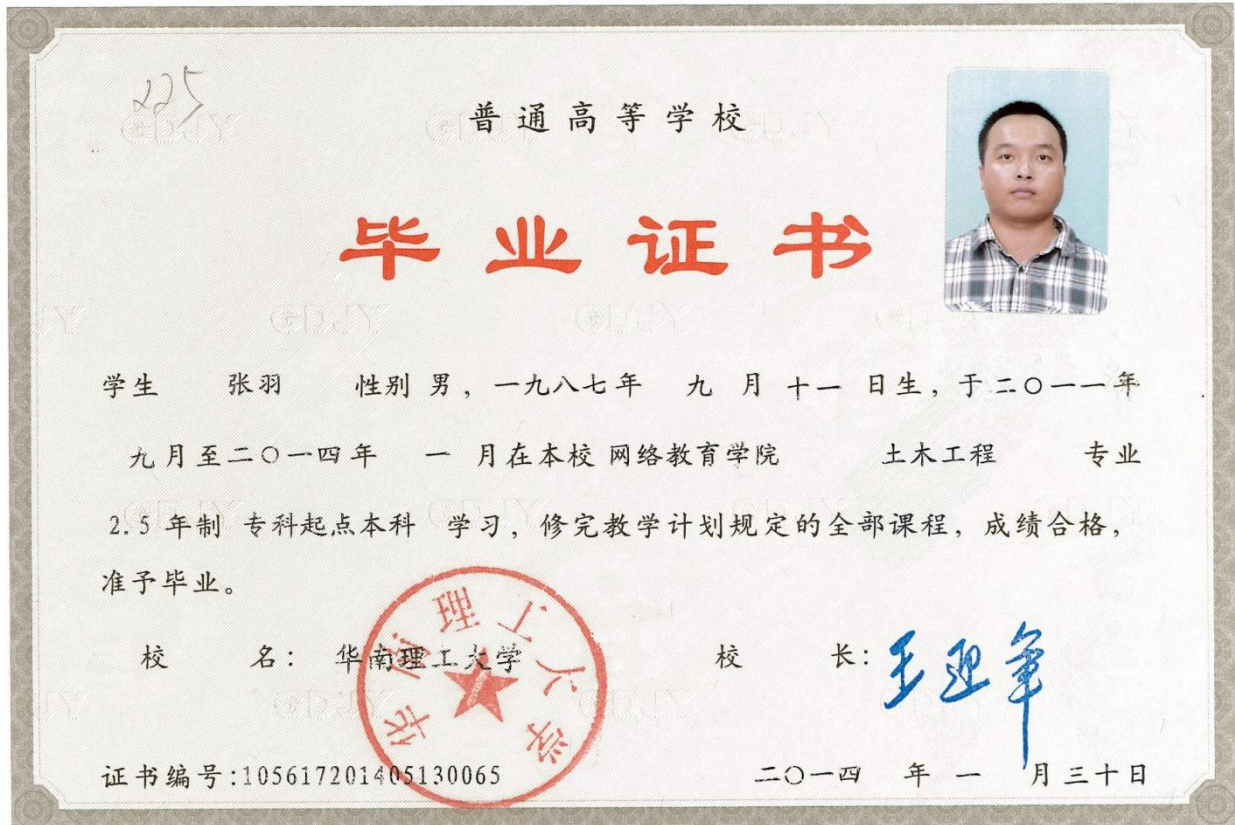 225
普通高等学校
毕业证书
学生 张羽 性别 男，一九八七年 九 月 十一 日生，于二〇一一年
九月至二〇一四年 一 月在本校 网络教育学院 土木工程 专业
2.5 年制 专科起点本科 学习，修完教学计划规定的全部课程，成绩合格，
准予毕业。
校 名： 华南理工大学 校 长：王迎军
华南理工大学
证书编号:105617201405130065 二〇一四 年 一 月三十日